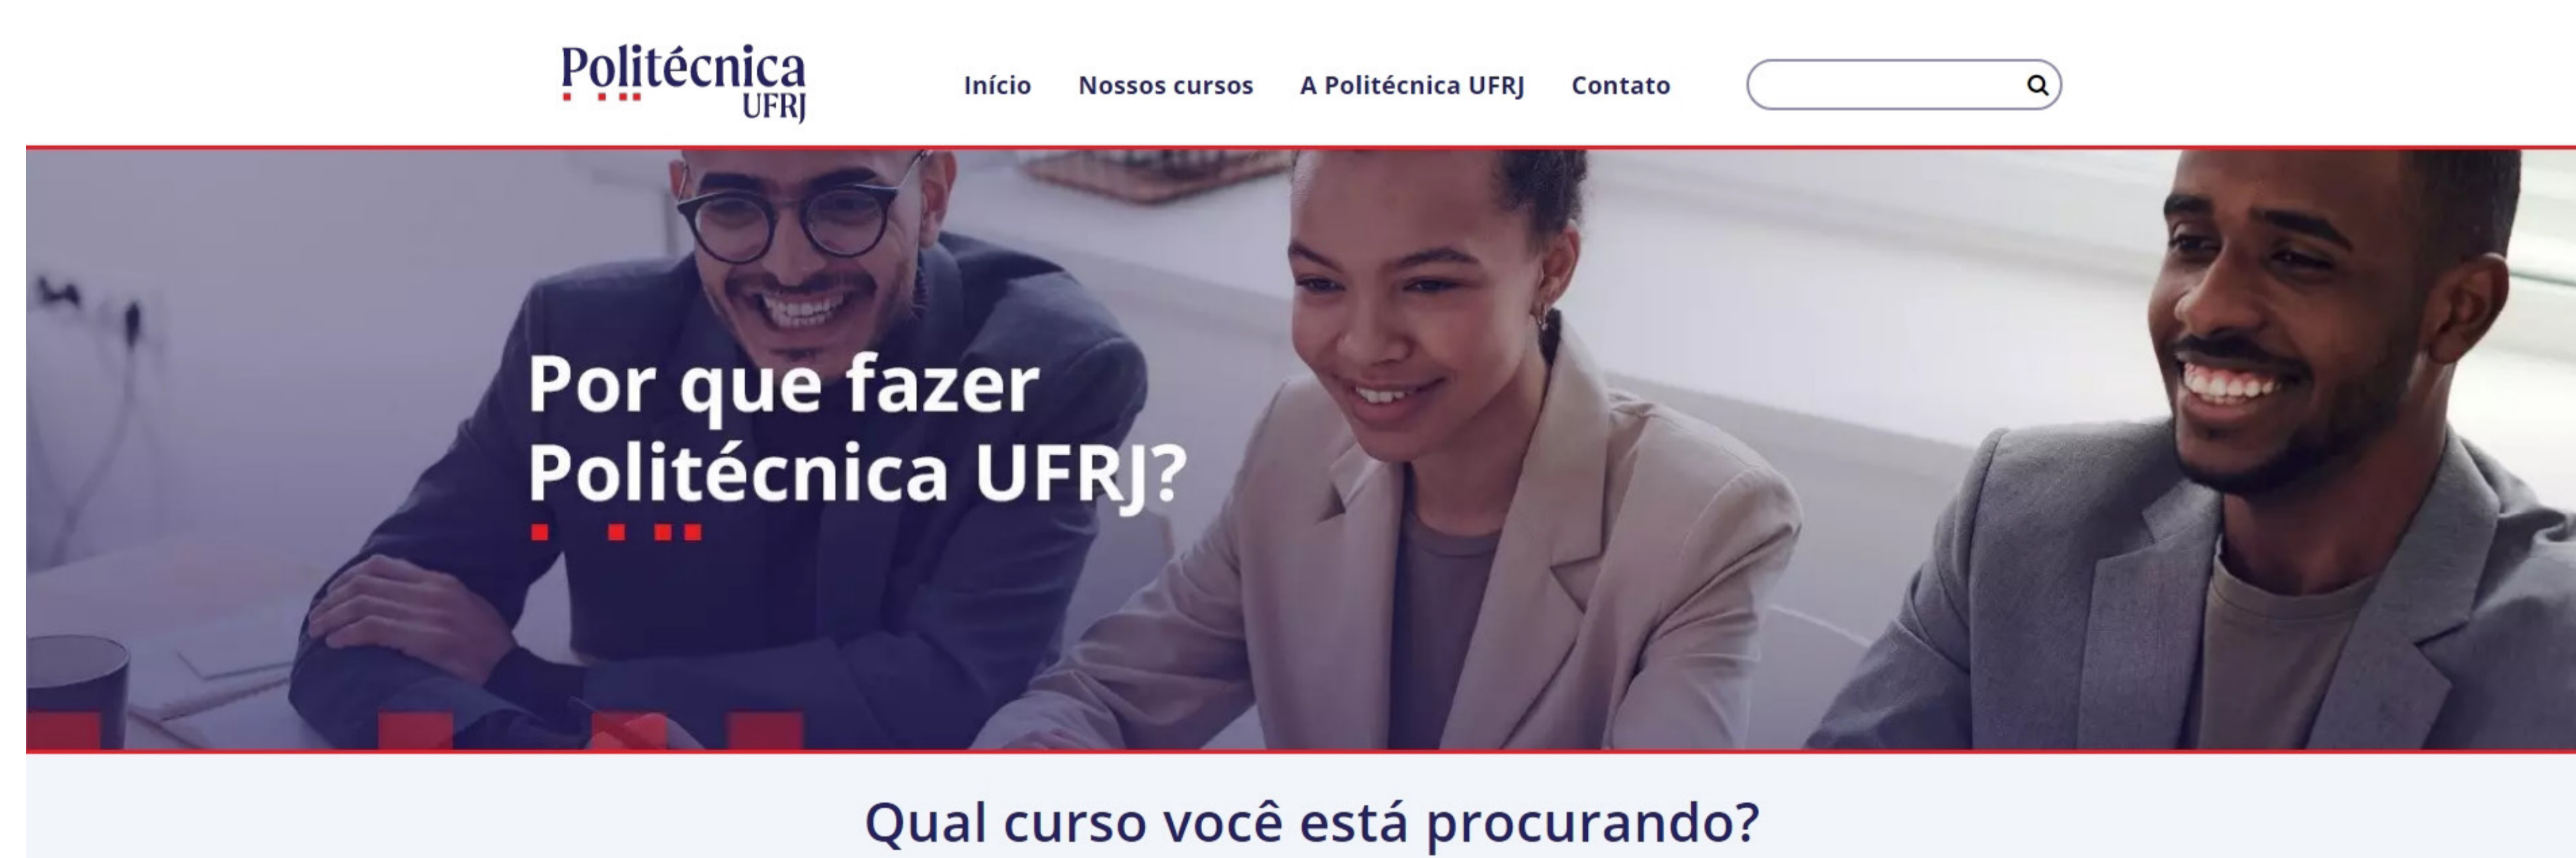 Politécnica
UFRJ
Início Nossos cursos A Politécnica UFRJ Contato
Por que fazer
Politécnica UFRJ?
Qual curso você está procurando?